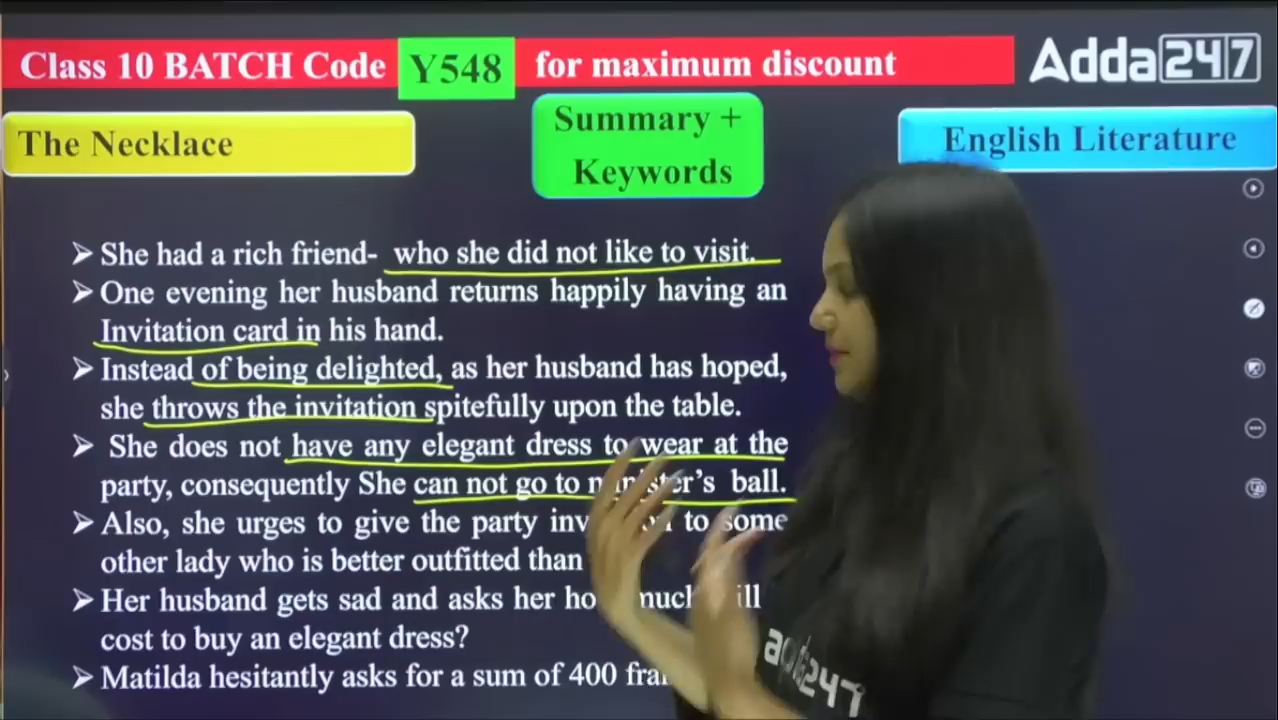 Class 10 BATCH Code Y548 for maximum discount
Adda247
The Necklace
Summary +
Keywords
English Literature
➢ She had a rich friend- who she did not like to visit.
➢ One evening her husband returns happily having an
Invitation card in his hand.
➢ Instead of being delighted, as her husband has hoped,
she throws the invitation spitefully upon the table.
➢ She does not have any elegant dress to wear at the
party, consequently She can not go to minister's ball.
➢ Also, she urges to give the party to some
other lady who is better outfitted than
➢ Her husband gets sad and asks her
cost to buy an elegant dress?
➢ Matilda hesitantly asks for a sum of 400
adda247